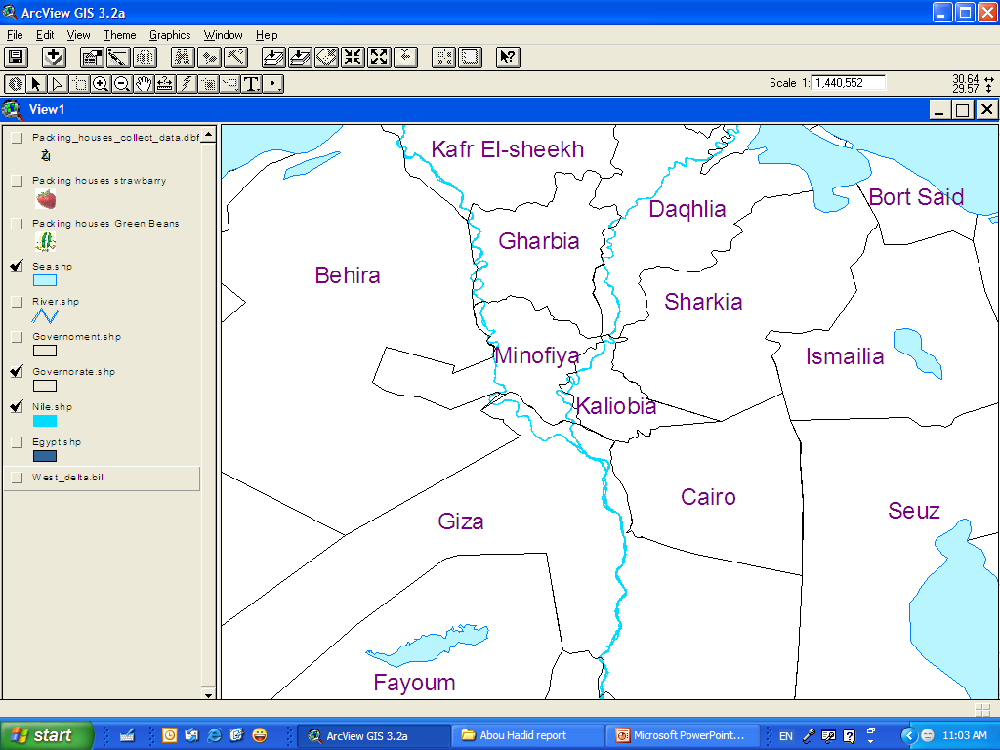 ArcView GIS 3.2a
File Edit View Theme Graphics Window Help
Scale 1: 1,440,552
30.64
29.57
View1
Packing_houses_collect_data.dbf
Packing houses strawbarry
Packing houses Green Beans
Sea.shp
River.shp
Governoment.shp
Governorate.shp
Nile.shp
Egypt.shp
West_delta.bil
Kafr El-sheekh
Bort Said
Daqhlia
Gharbia
Behira
Sharkia
Minofiya
Ismailia
Kaliobia
Cairo
Seuz
Giza
Fayoum
start
ArcView GIS 3.2a
Abou Hadid report
Microsoft PowerPoint...
EN
11:03 AM